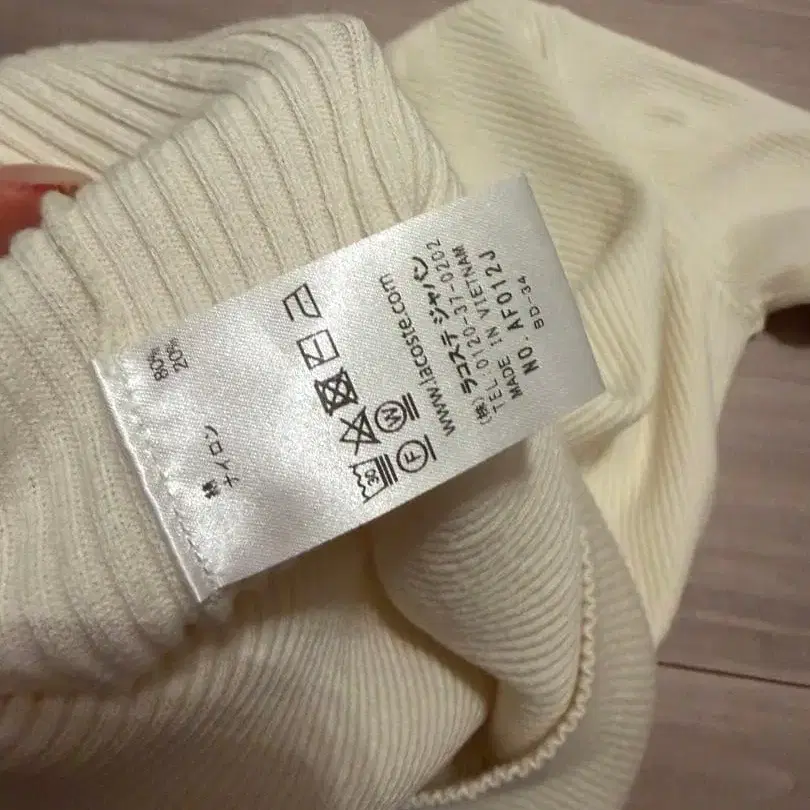 綿 80%
ナイロン 20%
30
F
W
www.lacoste.com
(株)ラコステ ジャパン
TEL 0120-37-0202
MADE IN VIETNAM
NO. AF012J
BD-34